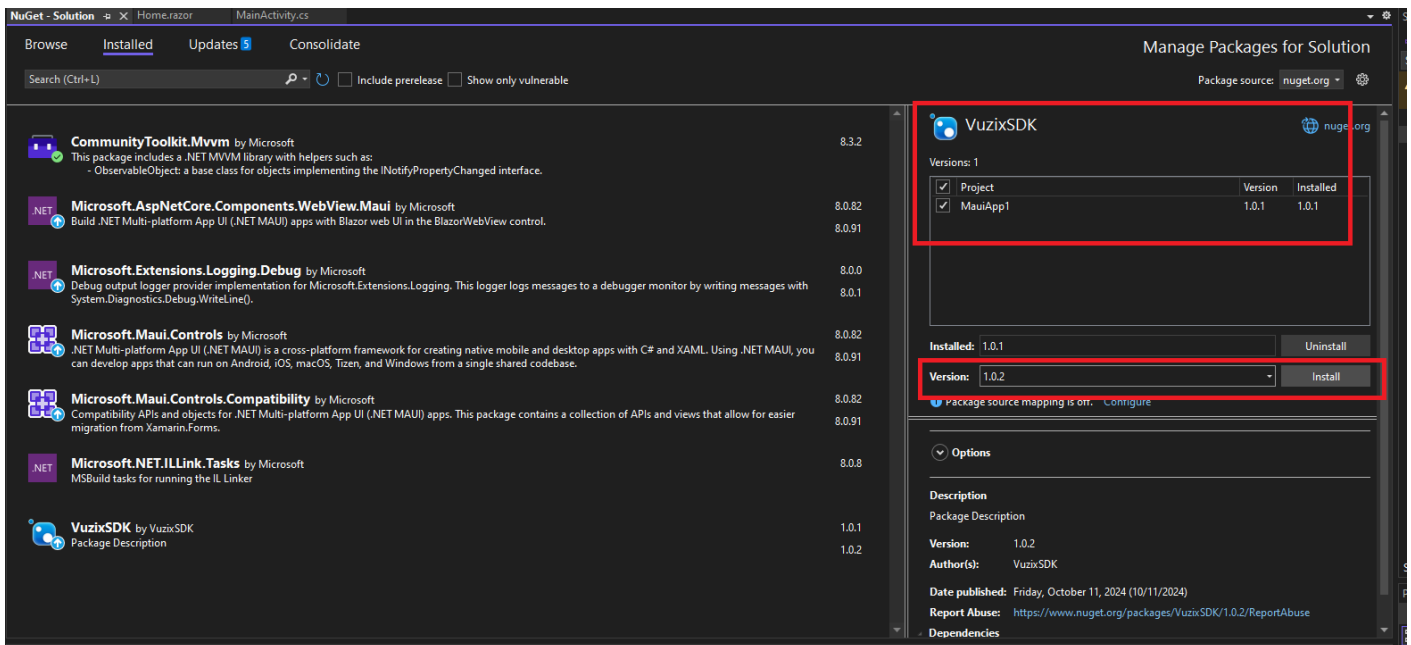 NuGet - Solution Home.razor MainActivity.cs
Browse Installed Updates 5 Consolidate
Manage Packages for Solution
Search (Ctrl+L) Include prerelease Show only vulnerable
Package source: nuget.org
CommunityToolkit.Mvvm by Microsoft 8.3.2
This package includes a .NET MVVM library with helpers such as:
- ObservableObject: a base class for objects implementing the INotifyPropertyChanged interface.
.NET
Microsoft.AspNetCore.Components.WebView.Maui by Microsoft 8.0.82
Build .NET Multi-platform App UI (.NET MAUI) apps with Blazor web UI in the BlazorWebView control.
8.0.91
.NET
Microsoft.Extensions.Logging.Debug by Microsoft 8.0.0
Debug output logger provider implementation for Microsoft.Extensions.Logging. This logger logs messages to a debugger monitor by writing messages with
8.0.1
System.Diagnostics.Debug.WriteLine().
Microsoft.Maui.Controls by Microsoft 8.0.82
.NET Multi-platform App UI (.NET MAUI) is a cross-platform framework for creating native mobile and desktop apps with C# and XAML. Using .NET MAUI, you
8.0.91
can develop apps that can run on Android, iOS, macOS, Tizen, and Windows from a single shared codebase.
Microsoft.Maui.Controls.Compatibility by Microsoft 8.0.82
Compatibility APIs and objects for .NET Multi-platform App UI (.NET MAUI) apps. This package contains a collection of APIs and views that allow for easier
8.0.91
migration from Xamarin.Forms.
.NET
Microsoft.NET.ILLink.Tasks by Microsoft 8.0.8
MSBuild tasks for running the IL Linker
VuzixSDK by VuzixSDK 1.0.1
Package Description
1.0.2
VuzixSDK nuget.org
Versions: 1
Project Version Installed
MauiApp1 1.0.1 1.0.1
Installed: 1.0.1 Uninstall
Version: 1.0.2 Install
Package source mapping is off. Configure
Options
Description
Package Description
Version: 1.0.2
Author(s): VuzixSDK
Date published: Friday, October 11, 2024 (10/11/2024)
Report Abuse: https://www.nuget.org/packages/VuzixSDK/1.0.2/ReportAbuse
Dependencies